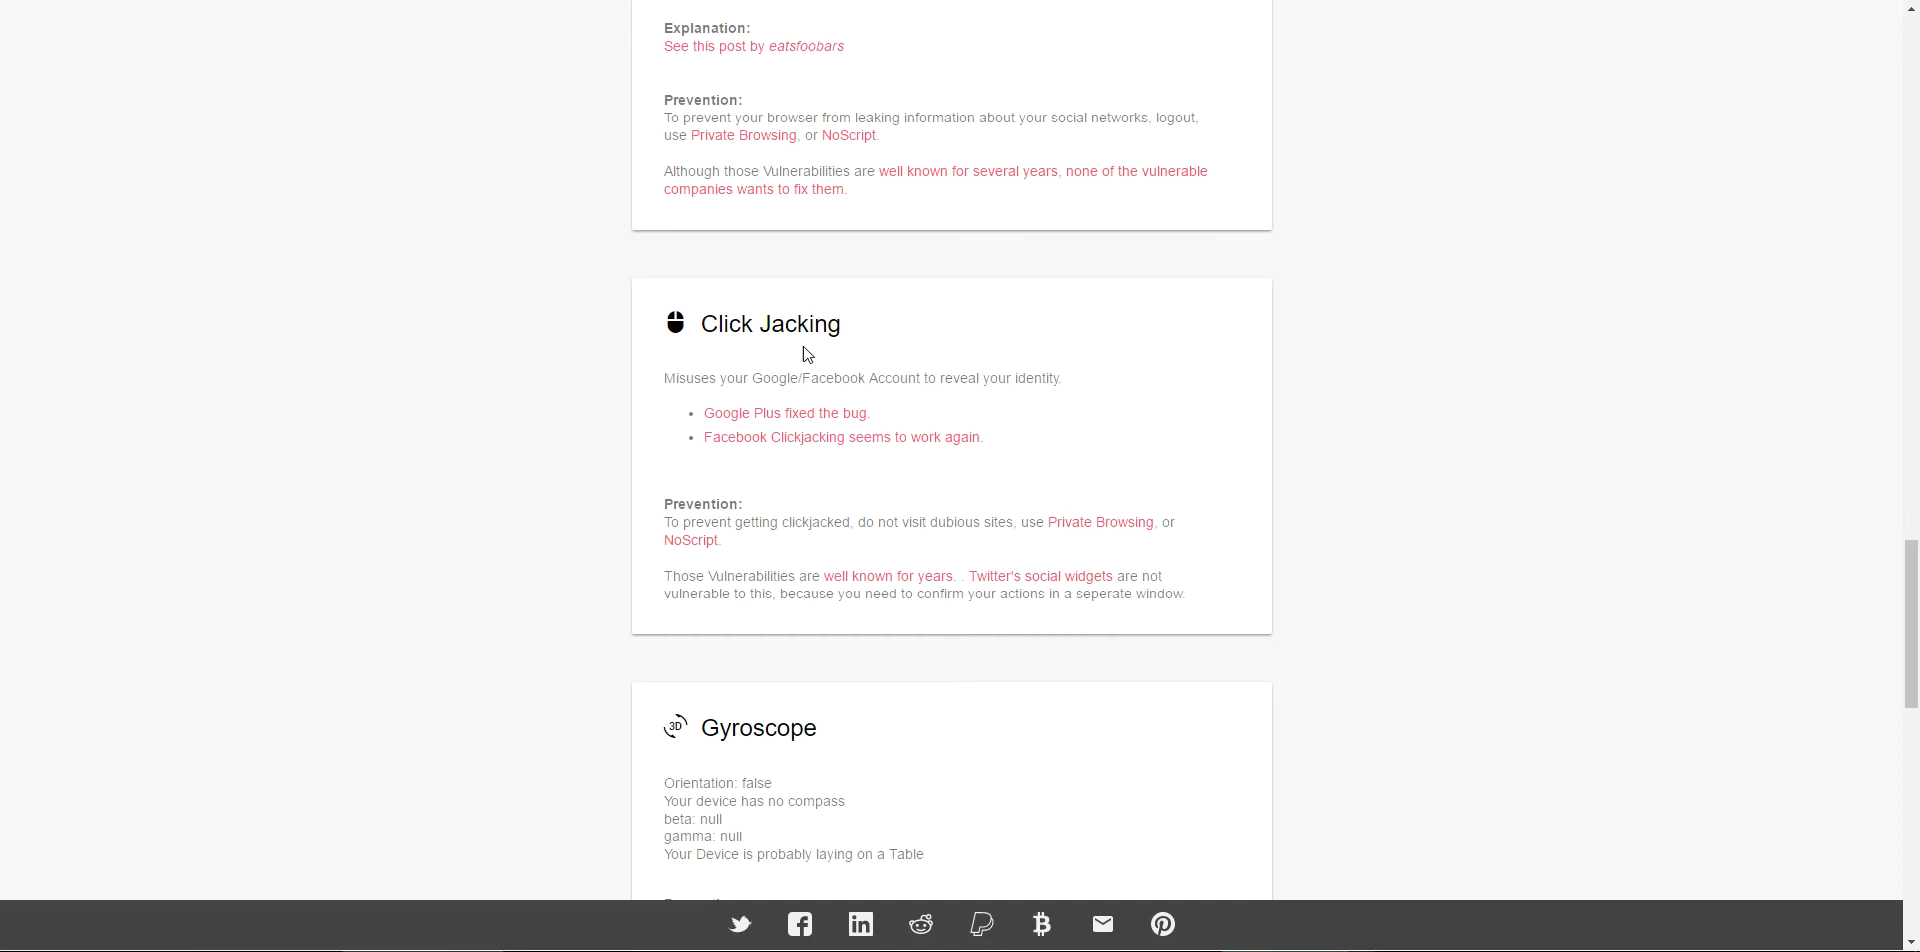 Explanation:
See this post by eatsfoobars
Prevention:
To prevent your browser from leaking information about your social networks, logout,
use Private Browsing, or NoScript.
Although those Vulnerabilities are well known for several years, none of the vulnerable
companies wants to fix them.
Click Jacking
Misuses your Google/Facebook Account to reveal your identity.
• Google Plus fixed the bug.
• Facebook Clickjacking seems to work again.
Prevention:
To prevent getting clickjacked, do not visit dubious sites, use Private Browsing, or
NoScript.
Those Vulnerabilities are well known for years. . Twitter's social widgets are not
vulnerable to this, because you need to confirm your actions in a seperate window.
3D Gyroscope
Orientation: false
Your device has no compass
beta: null
gamma: null
Your Device is probably laying on a Table